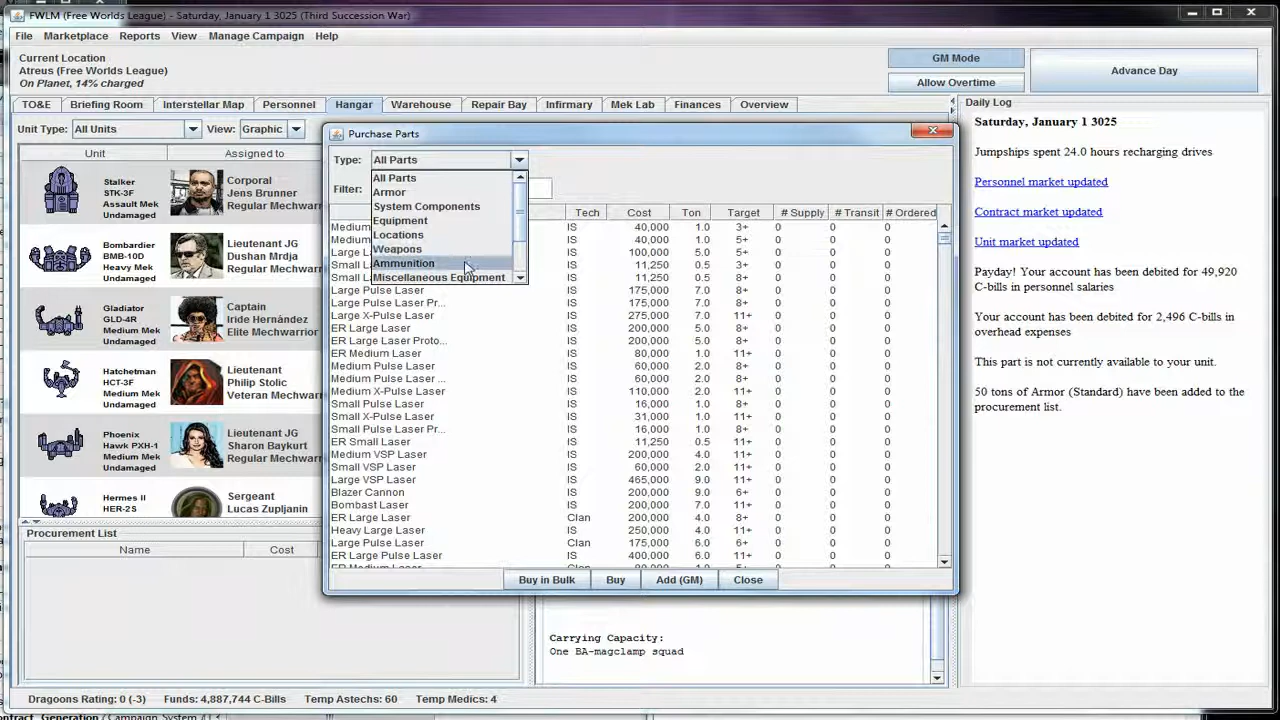 FWLM (Free Worlds League) - Saturday, January 1 3025 (Third Succession War)
File Marketplace Reports View Manage Campaign Help
Current Location
Atreus (Free Worlds League)
On Planet, 14% charged
GM Mode
Allow Overtime
Advance Day
TO&E Briefing Room Interstellar Map Personnel Hangar Warehouse Repair Bay Infirmary Mek Lab Finances Overview
Unit Type: All Units View: Graphic
Unit Assigned to
Stalker
STK-3F
Assault Mek
Undamaged
Corporal
Jens Brunner
Regular Mechwar
Bombardier
BMB-10D
Heavy Mek
Undamaged
Lieutenant JG
Dushan Mrdja
Regular Mechwar
Gladiator
GLD-4R
Medium Mek
Undamaged
Captain
Iride Hernández
Elite Mechwarrior
Hatchetman
HCT-3F
Medium Mek
Undamaged
Lieutenant
Philip Stolic
Veteran Mechwar
Phoenix
Hawk PXH-1
Medium Mek
Undamaged
Lieutenant JG
Sharon Baykurt
Regular Mechwar
Hermes II
HER-2S
Sergeant
Lucas Zupljanin
Procurement List
Name Cost
Purchase Parts
Type: All Parts
Filter:
All Parts
Armor
System Components
Equipment
Locations
Weapons
Ammunition
Miscellaneous Equipment
Tech Cost Ton Target # Supply # Transit # Ordered
Medium IS 40,000 1.0 3+ 0 0 0
Medium IS 40,000 1.0 5+ 0 0 0
Large L IS 100,000 5.0 5+ 0 0 0
Small L IS 11,250 0.5 3+ 0 0 0
Small L IS 11,250 0.5 8+ 0 0 0
Large Pulse Laser IS 175,000 7.0 8+ 0 0 0
Large Pulse Laser Pr... IS 175,000 7.0 8+ 0 0 0
Large X-Pulse Laser IS 275,000 7.0 11+ 0 0 0
ER Large Laser IS 200,000 5.0 8+ 0 0 0
ER Large Laser Proto... IS 200,000 5.0 8+ 0 0 0
ER Medium Laser IS 80,000 1.0 11+ 0 0 0
Medium Pulse Laser IS 60,000 2.0 8+ 0 0 0
Medium Pulse Laser ... IS 60,000 2.0 8+ 0 0 0
Medium X-Pulse Laser IS 110,000 2.0 11+ 0 0 0
Small Pulse Laser IS 16,000 1.0 8+ 0 0 0
Small X-Pulse Laser IS 31,000 1.0 11+ 0 0 0
Small Pulse Laser Pr... IS 16,000 1.0 8+ 0 0 0
ER Small Laser IS 11,250 0.5 11+ 0 0 0
Medium VSP Laser IS 200,000 4.0 11+ 0 0 0
Small VSP Laser IS 60,000 2.0 11+ 0 0 0
Large VSP Laser IS 465,000 9.0 11+ 0 0 0
Blazer Cannon IS 200,000 9.0 6+ 0 0 0
Bombast Laser IS 200,000 7.0 11+ 0 0 0
ER Large Laser Clan 200,000 4.0 8+ 0 0 0
Heavy Large Laser IS 250,000 4.0 11+ 0 0 0
Large Pulse Laser Clan 175,000 6.0 6+ 0 0 0
ER Large Pulse Laser IS 400,000 6.0 11+ 0 0 0
Buy in Bulk Buy Add (GM) Close
Carrying Capacity:
One BA-magclamp squad
Daily Log
Saturday, January 1 3025
Jumpships spent 24.0 hours recharging drives
Personnel market updated
Contract market updated
Unit market updated
Payday! Your account has been debited for 49,920
C-bills in personnel salaries
Your account has been debited for 2,496 C-bills in
overhead expenses
This part is not currently available to your unit.
50 tons of Armor (Standard) have been added to the
procurement list.
Dragoons Rating: 0 (-3) Funds: 4,887,744 C-Bills Temp Astechs: 60 Temp Medics: 4